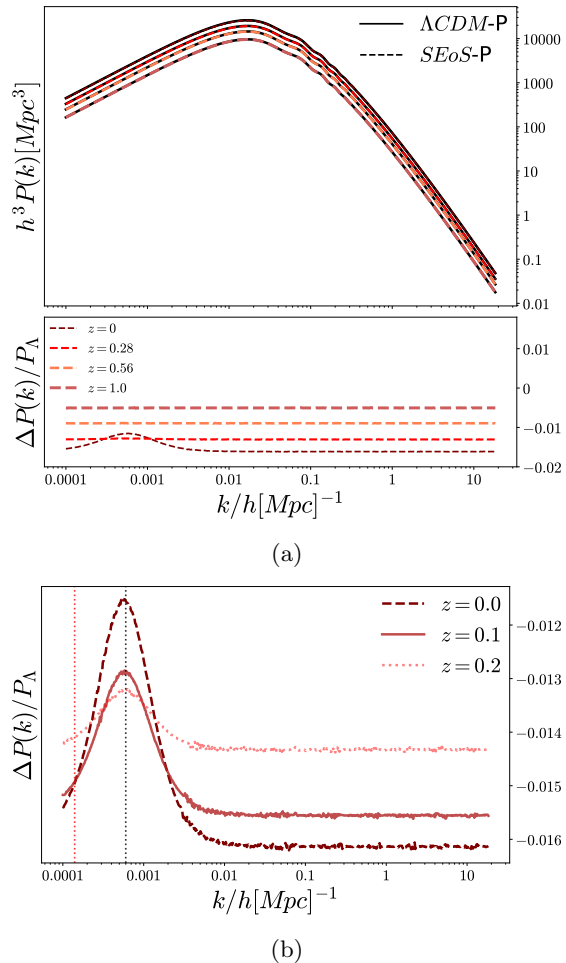 ΛCDM-P
SEoS-P
h³P(k)[Mpc³]
10000
1000
100
10
1
0.1
0.01
z = 0
z = 0.28
z = 0.56
z = 1.0
ΔP(k)/P_Λ
0.01
0
−0.01
−0.02
0.0001 0.001 0.01 0.1 1 10
k/h[Mpc]⁻¹
(a)
z = 0.0
z = 0.1
z = 0.2
ΔP(k)/P_Λ
−0.012
−0.013
−0.014
−0.015
−0.016
0.0001 0.001 0.01 0.1 1 10
k/h[Mpc]⁻¹
(b)